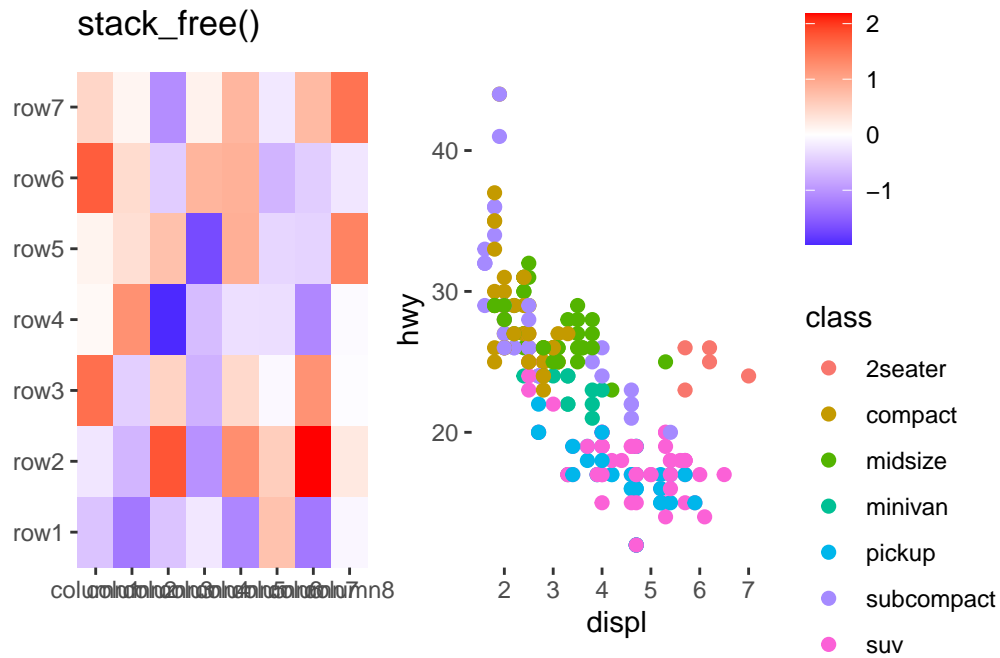 stack_free()
row7
row6
row5
row4
row3
row2
row1
40
30
20
hwy
2 3 4 5 6 7
displ
2
1
0
−1
class
2seater
compact
midsize
minivan
pickup
subcompact
suv